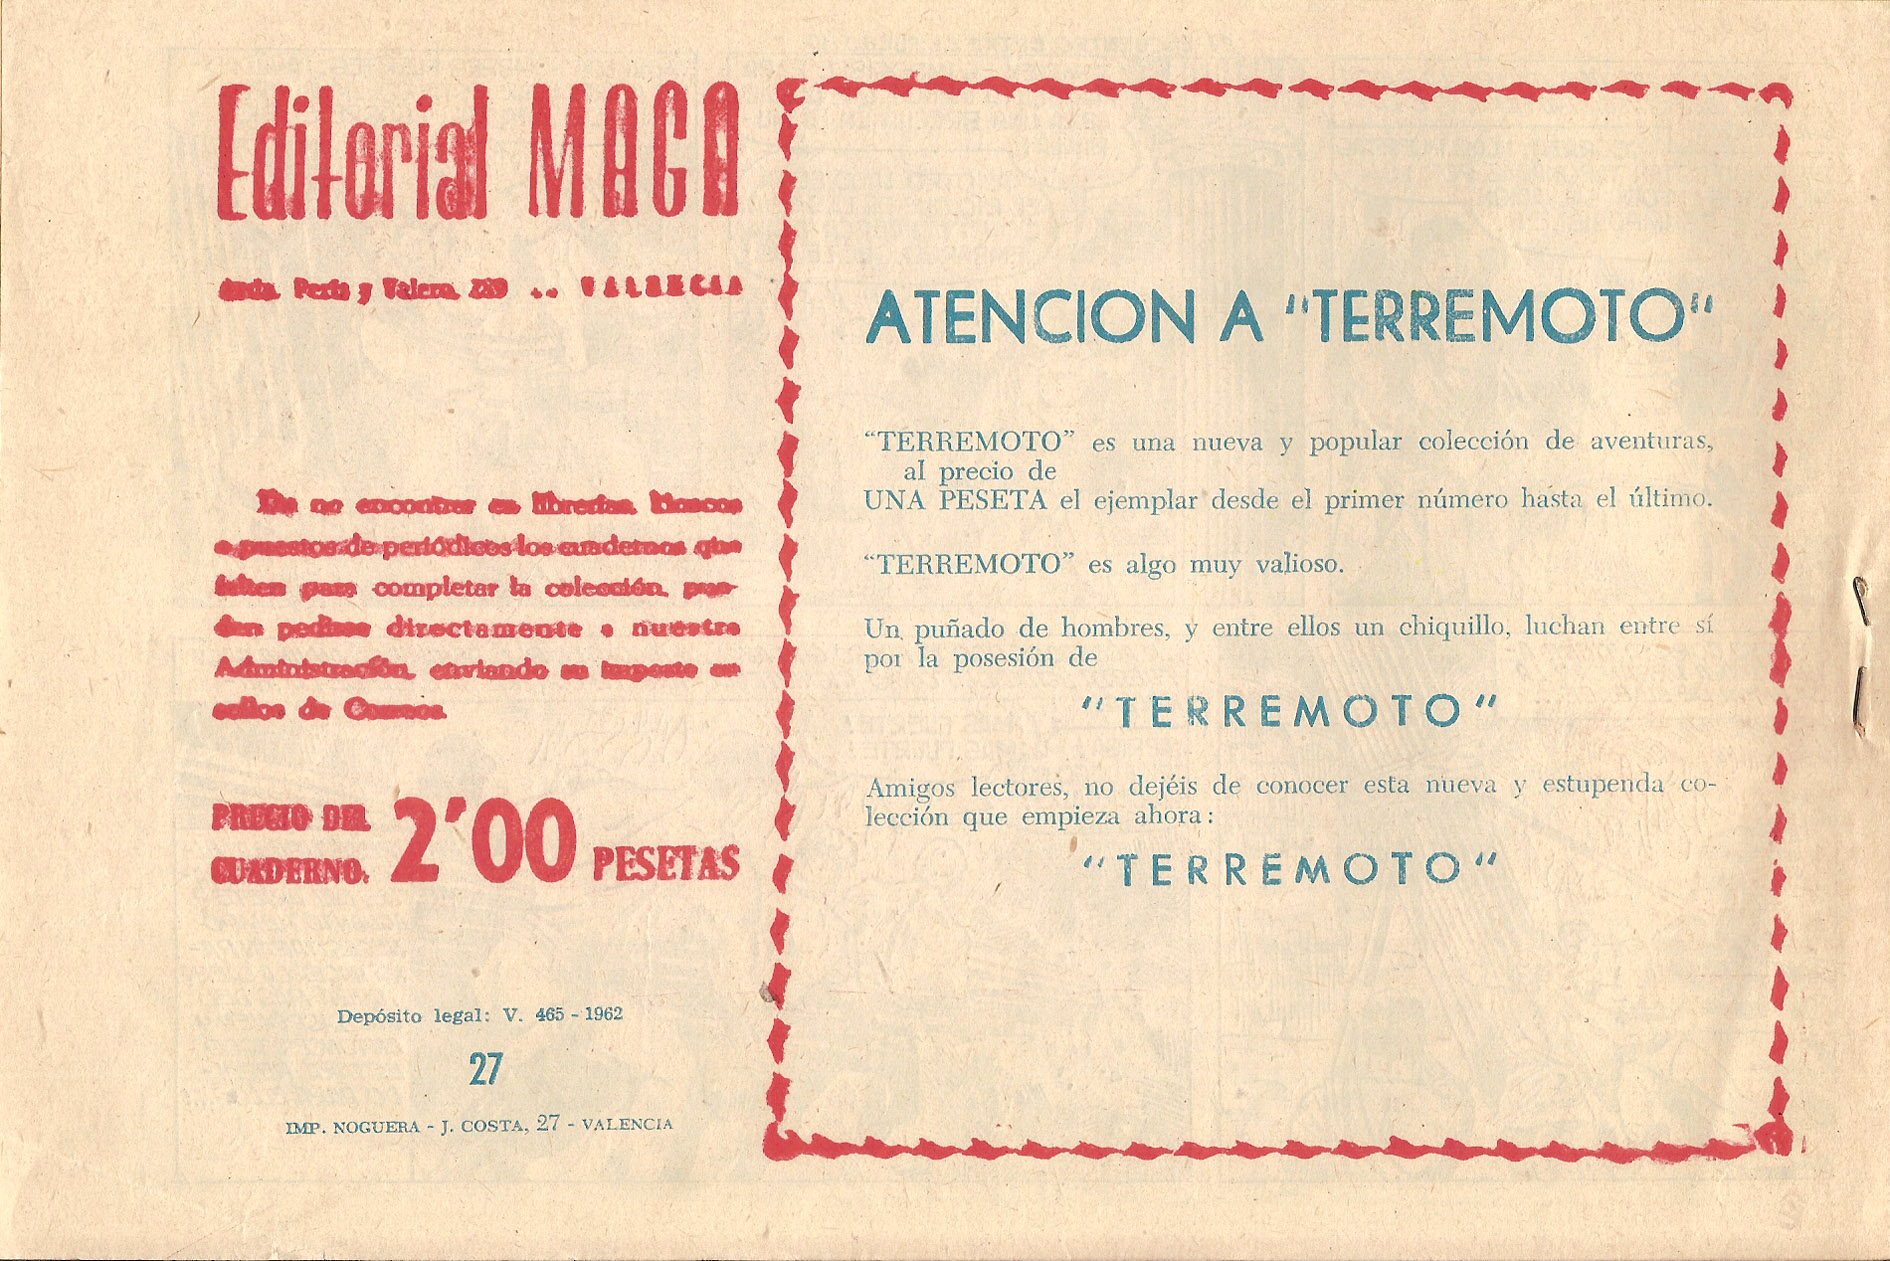 Editorial MAGA
Avda. Peris y Valero, 239 .. VALENCIA
De no encontrar en librerías, kioscos
o puestos de periódicos los cuadernos que
falten para completar la colección, pue-
den pedirse directamente a nuestra
Administración, enviando su importe en
sellos de Correos.
PRECIO DEL
CUADERNO, 2'00 PESETAS
Depósito legal: V. 465 - 1962
27
IMP. NOGUERA - J. COSTA, 27 - VALENCIA
ATENCION A "TERREMOTO"
"TERREMOTO" es una nueva y popular colección de aventuras,
al precio de
UNA PESETA el ejemplar desde el primer número hasta el último.
"TERREMOTO" es algo muy valioso.
Un puñado de hombres, y entre ellos un chiquillo, luchan entre sí
por la posesión de
"TERREMOTO"
Amigos lectores, no dejéis de conocer esta nueva y estupenda co-
lección que empieza ahora:
"TERREMOTO"